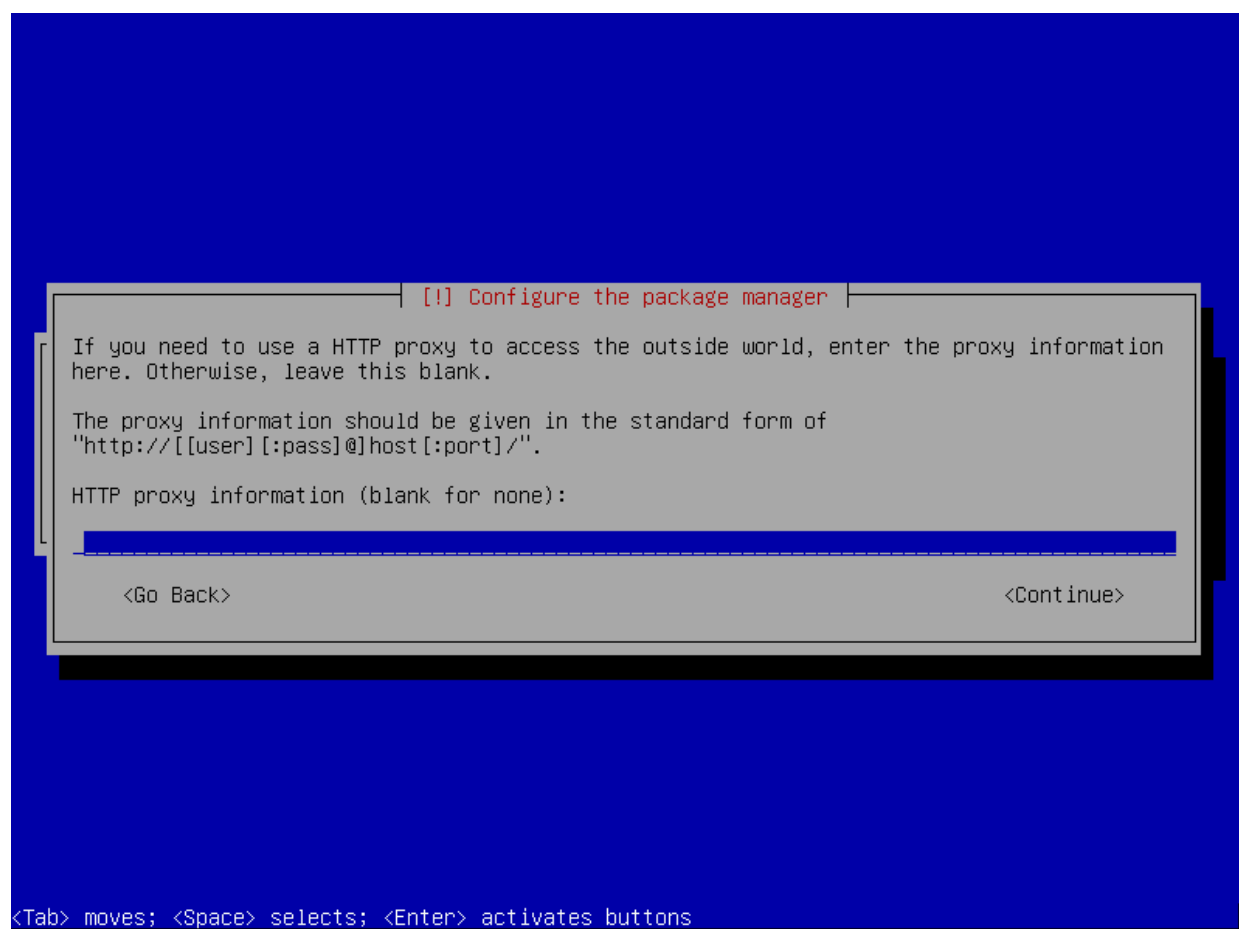 [!] Configure the package manager
If you need to use a HTTP proxy to access the outside world, enter the proxy information
here. Otherwise, leave this blank.
The proxy information should be given in the standard form of
"http://[[user][:pass]@]host[:port]/".
HTTP proxy information (blank for none):
<Go Back> <Continue>
<Tab> moves; <Space> selects; <Enter> activates buttons